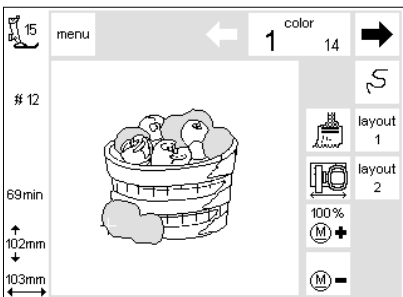 15
menu
color
1
14
# 12
layout
1
layout
2
69min
100%
M +
102mm
M -
103mm